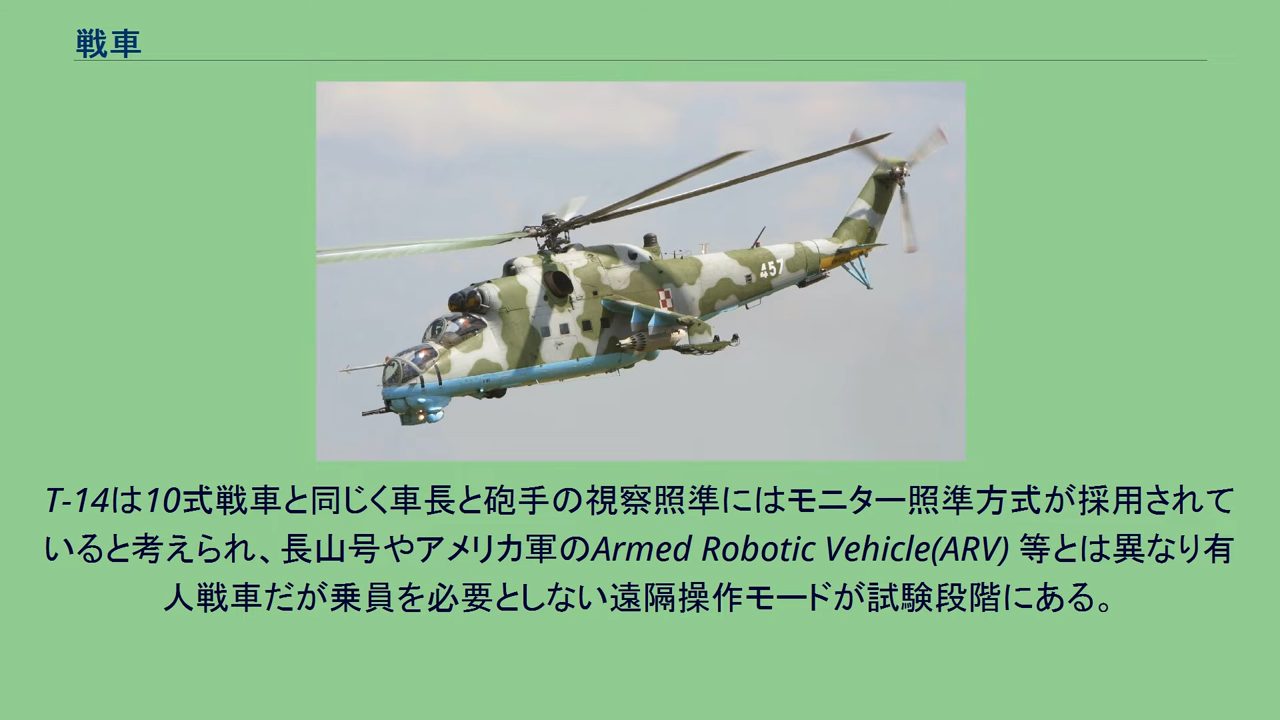 戦車
457
T-14は10式戦車と同じく車長と砲手の視察照準にはモニター照準方式が採用されて
いると考えられ、長山号やアメリカ軍のArmed Robotic Vehicle(ARV) 等とは異なり有
人戦車だが乗員を必要としない遠隔操作モードが試験段階にある。